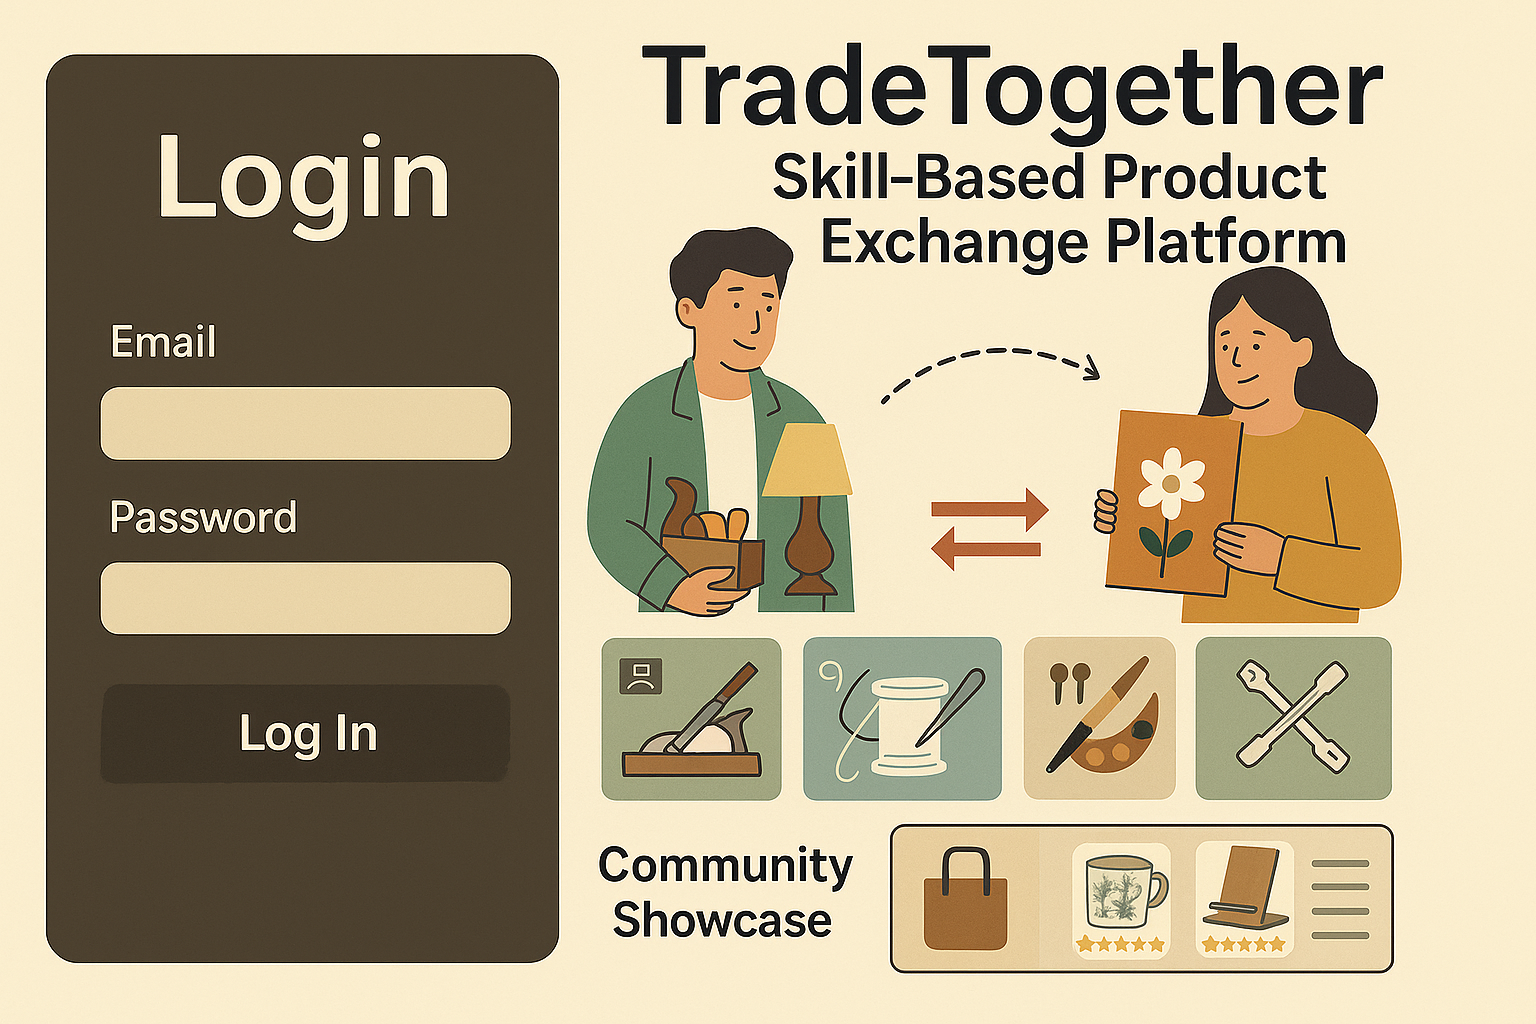 Login
Email
Password
Log In
TradeTogether
Skill-Based Product
Exchange Platform
Community
Showcase